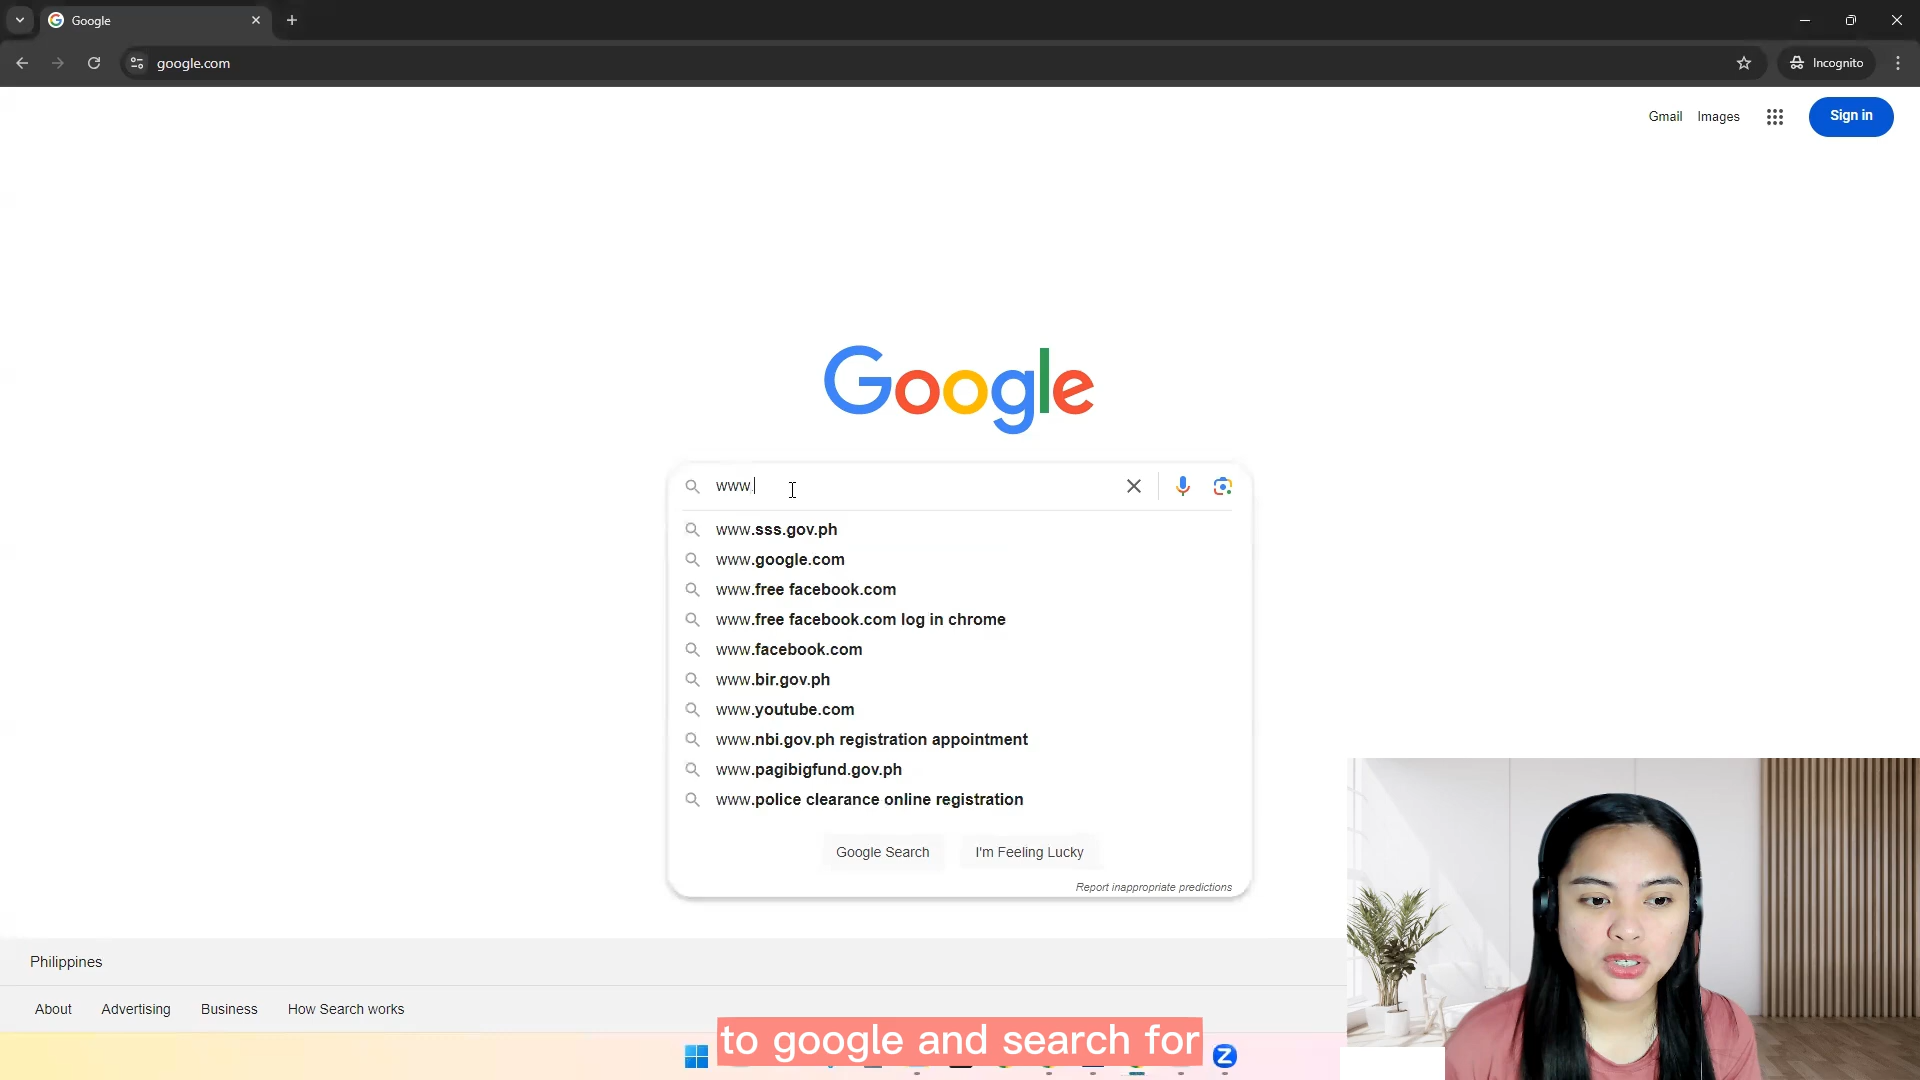 Google
google.com
Incognito
Gmail
Images
Sign in
Google
www.
www.sss.gov.ph
www.google.com
www.free facebook.com
www.free facebook.com log in chrome
www.facebook.com
www.bir.gov.ph
www.youtube.com
www.nbi.gov.ph registration appointment
www.pagibigfund.gov.ph
www.police clearance online registration
Google Search
I'm Feeling Lucky
Report inappropriate predictions
Philippines
About
Advertising
Business
How Search works
to google and search for
Z